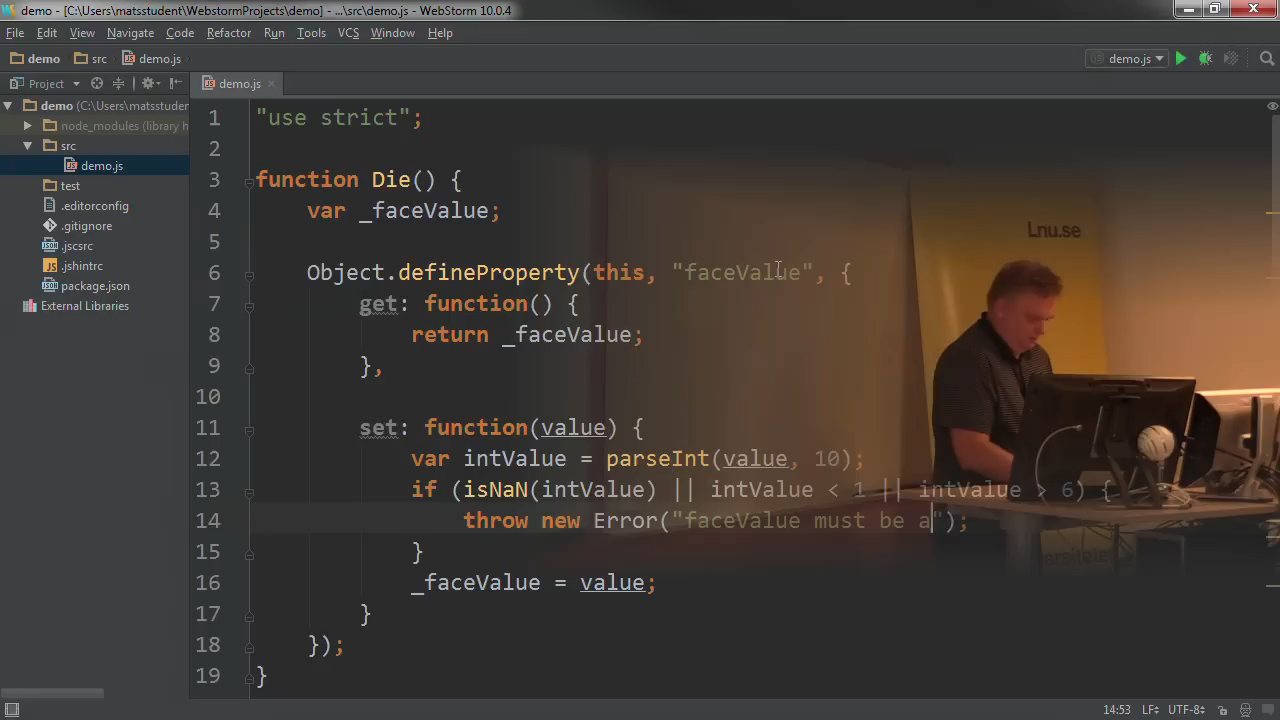 demo - [C:\Users\matsstudent\WebstormProjects\demo] - ...\src\demo.js - WebStorm 10.0.4
File Edit View Navigate Code Refactor Run Tools VCS Window Help
demo src demo.js demo.js
Project demo.js
demo (C:\Users\matsstuden
node_modules (library h
src
demo.js
test
.editorconfig
.gitignore
.jscsrc
.jshintrc
package.json
External Libraries
1 "use strict";
2
3 function Die() {
4 var _faceValue;
5
6 Object.defineProperty(this, "faceValue", {
7 get: function() {
8 return _faceValue;
9 },
10
11 set: function(value) {
12 var intValue = parseInt(value, 10);
13 if (isNaN(intValue) || intValue < 1 || intValue > 6) {
14 throw new Error("faceValue must be a");
15 }
16 _faceValue = value;
17 }
18 });
19 }
Lnu.se
14:53 LF UTF-8